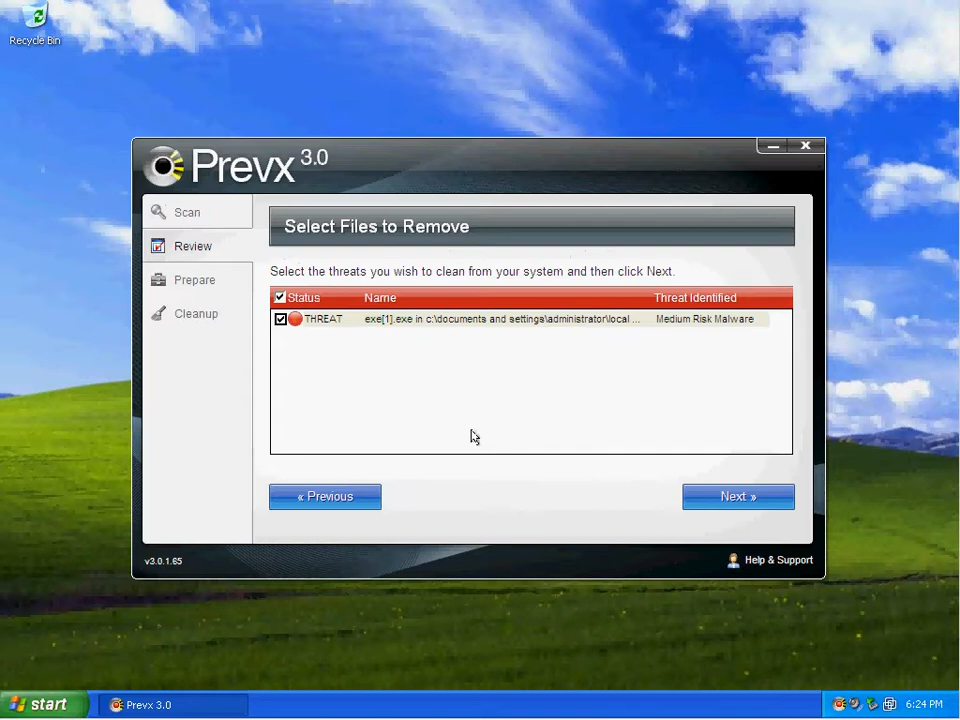 Recycle Bin
Prevx 3.0
Scan
Review
Prepare
Cleanup
Select Files to Remove
Select the threats you wish to clean from your system and then click Next.
Status Name Threat Identified
THREAT exe[1].exe in c:\documents and settings\administrator\local ... Medium Risk Malware
« Previous Next »
v3.0.1.65 Help & Support
start Prevx 3.0 6:24 PM